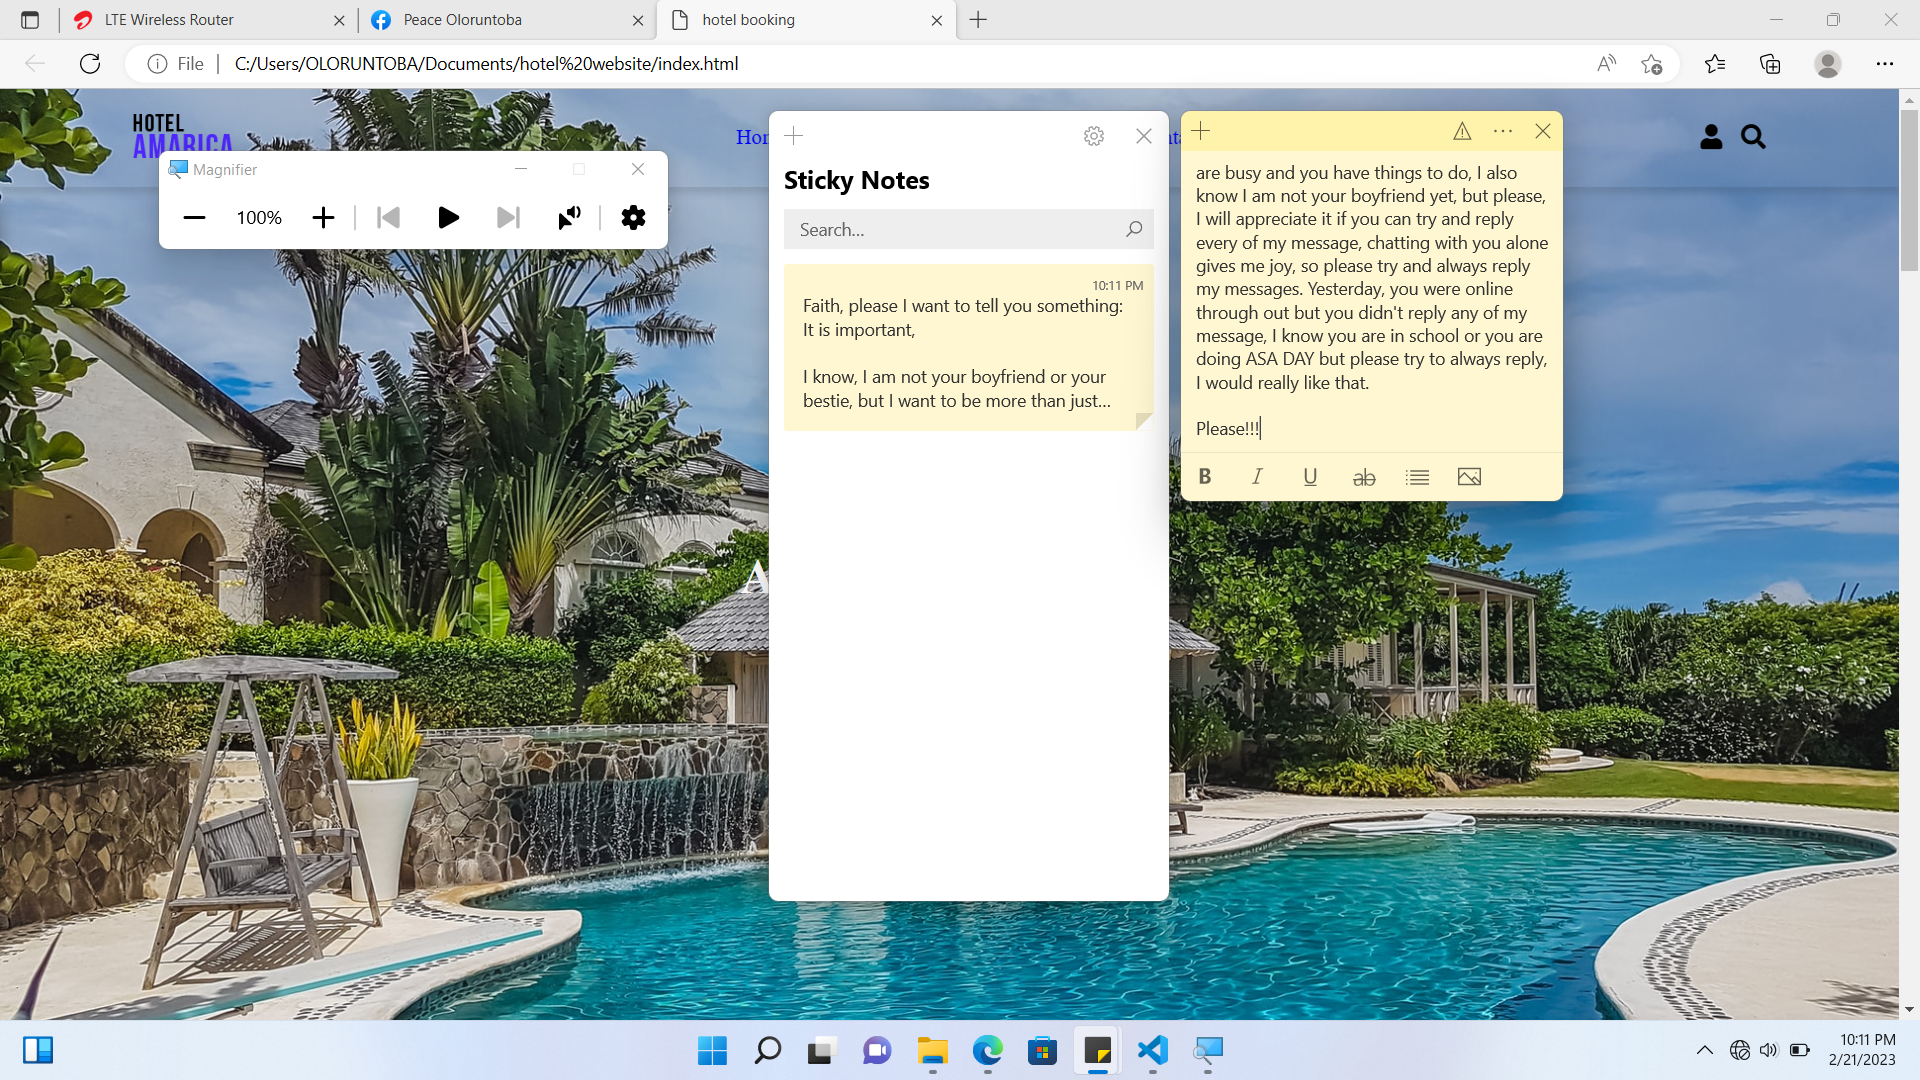 LTE Wireless Router
Peace Oloruntoba
hotel booking
File
C:/Users/OLORUNTOBA/Documents/hotel%20website/index.html
HOTEL
AMARICA
Magnifier
100%
Sticky Notes
Search...
10:11 PM
Faith, please I want to tell you something:
It is important,
I know, I am not your boyfriend or your
bestie, but I want to be more than just...
are busy and you have things to do, I also
know I am not your boyfriend yet, but please,
I will appreciate it if you can try and reply
every of my message, chatting with you alone
gives me joy, so please try and always reply
my messages. Yesterday, you were online
through out but you didn't reply any of my
message, I know you are in school or you are
doing ASA DAY but please try to always reply,
I would really like that.
Please!!!
B I U ab
A
10:11 PM
2/21/2023